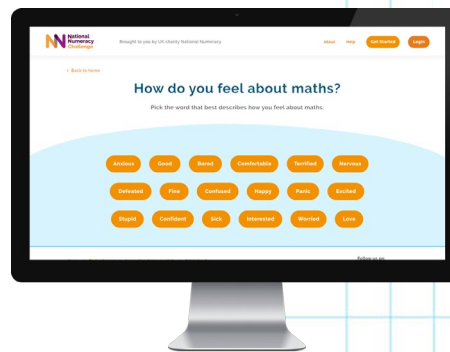 National
Numeracy
Challenge
Brought to you by UK charity National Numeracy
About Help Get Started Login
< Back to home
How do you feel about maths?
Pick the word that best describes how you feel about maths.
Anxious Good Bored Comfortable Terrified Nervous
Defeated Fine Confused Happy Panic Excited
Stupid Confident Sick Interested Worried Love
Follow us on